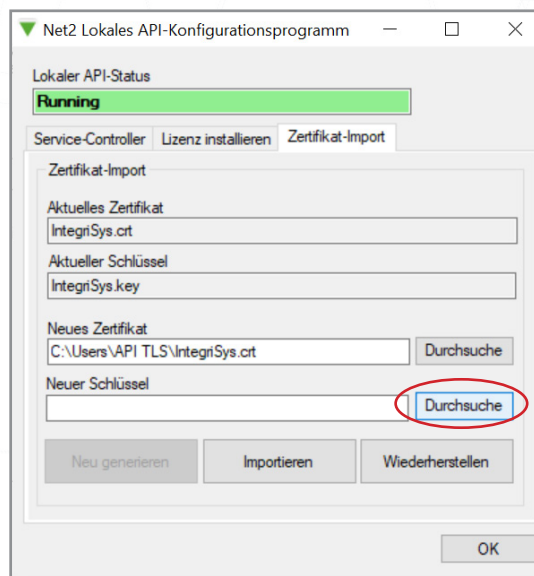 Net2 Lokales API-Konfigurationsprogramm
Lokaler API-Status
Running
Service-Controller Lizenz installieren Zertifikat-Import
Zertifikat-Import
Aktuelles Zertifikat
IntegriSys.crt
Aktueller Schlüssel
IntegriSys.key
Neues Zertifikat
C:\Users\API TLS\IntegriSys.crt Durchsuche
Neuer Schlüssel
Durchsuche
Neu generieren Importieren Wiederherstellen
OK